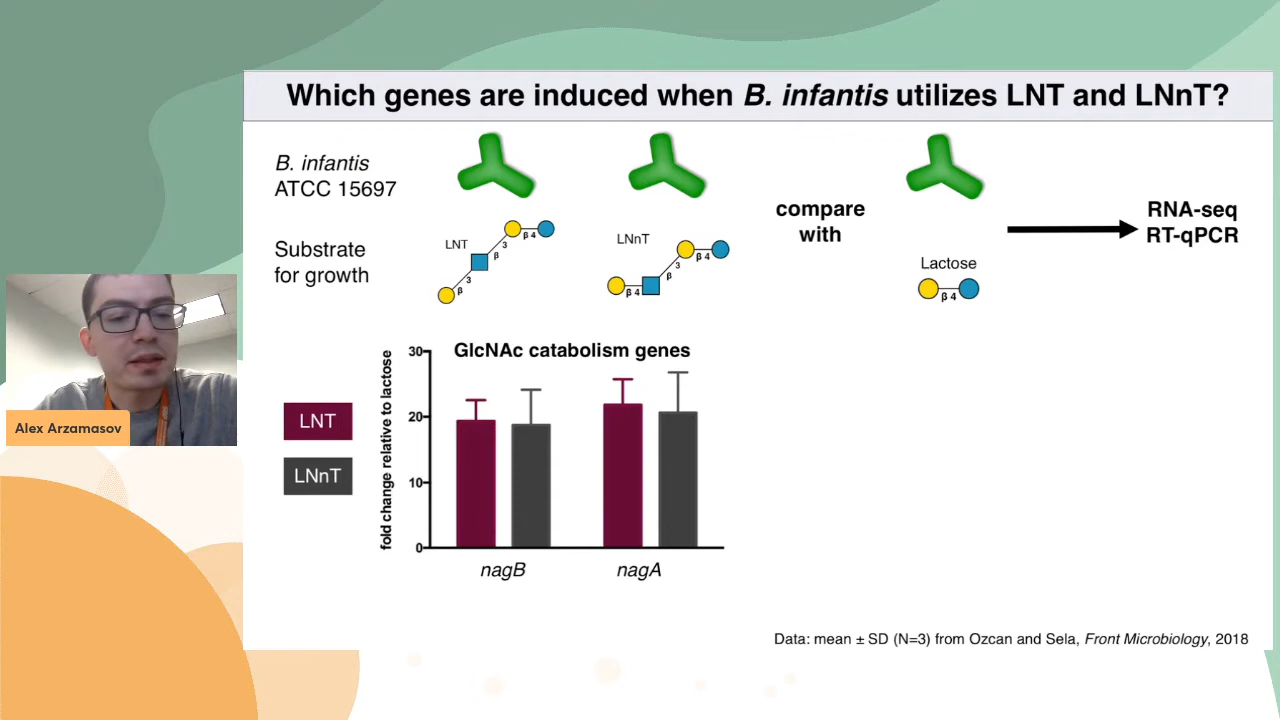 Which genes are induced when B. infantis utilizes LNT and LNnT?
B. infantis
ATCC 15697
Substrate
for growth
LNT
β 4
3
β
3
β
LNnT
β 4
3
β
β 4
compare
with
Lactose
β 4
RNA-seq
RT-qPCR
Alex Arzamasov
LNT
LNnT
GlcNAc catabolism genes
fold change relative to lactose
30
20
10
0
nagB
nagA
Data: mean ± SD (N=3) from Ozcan and Sela, Front Microbiology, 2018